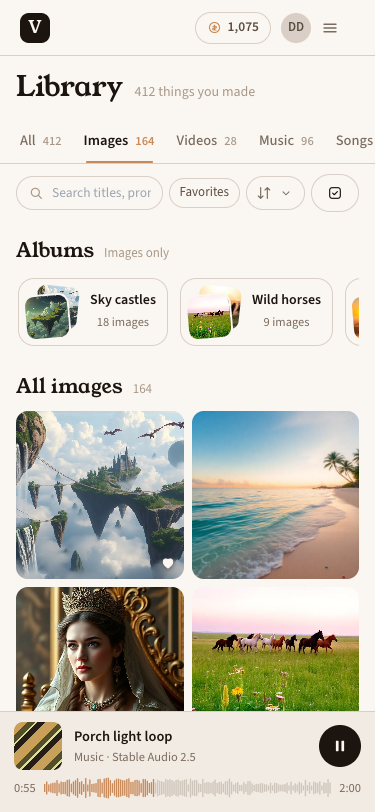 V
1,075
DD
Library
412 things you made
All 412
Images 164
Videos 28
Music 96
Songs
Search titles, pror
Favorites
Albums
Images only
Sky castles
18 images
Wild horses
9 images
All images
164
Porch light loop
Music · Stable Audio 2.5
0:55
2:00